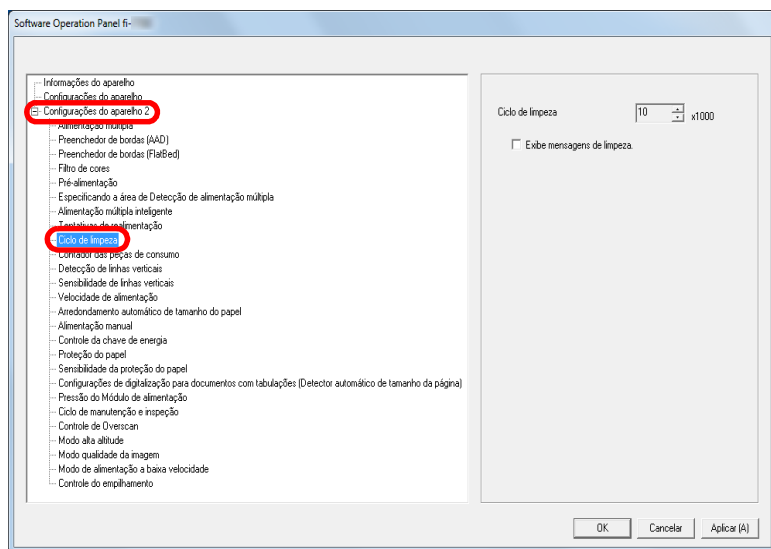 Software Operation Panel fi-
Informações do aparelho
Configurações do aparelho
Configurações do aparelho 2
Alimentação múltipla
Preenchedor de bordas (AAD)
Preenchedor de bordas (FlatBed)
Filtro de cores
Pré-alimentação
Especificando a área de Detecção de alimentação múltipla
Alimentação múltipla inteligente
Tentativas de realimentação
Ciclo de limpeza
Contador das peças de consumo
Detecção de linhas verticais
Sensibilidade de linhas verticais
Velocidade de alimentação
Arredondamento automático de tamanho do papel
Alimentação manual
Controle da chave de energia
Proteção do papel
Sensibilidade da proteção do papel
Configurações de digitalização para documentos com tabulações (Detector automático de tamanho da página)
Pressão do Módulo de alimentação
Ciclo de manutenção e inspeção
Controle de Overscan
Modo alta altitude
Modo qualidade da imagem
Modo de alimentação a baixa velocidade
Controle do empilhamento
Ciclo de limpeza 10 x1000
Exibe mensagens de limpeza.
OK Cancelar Aplicar (A)